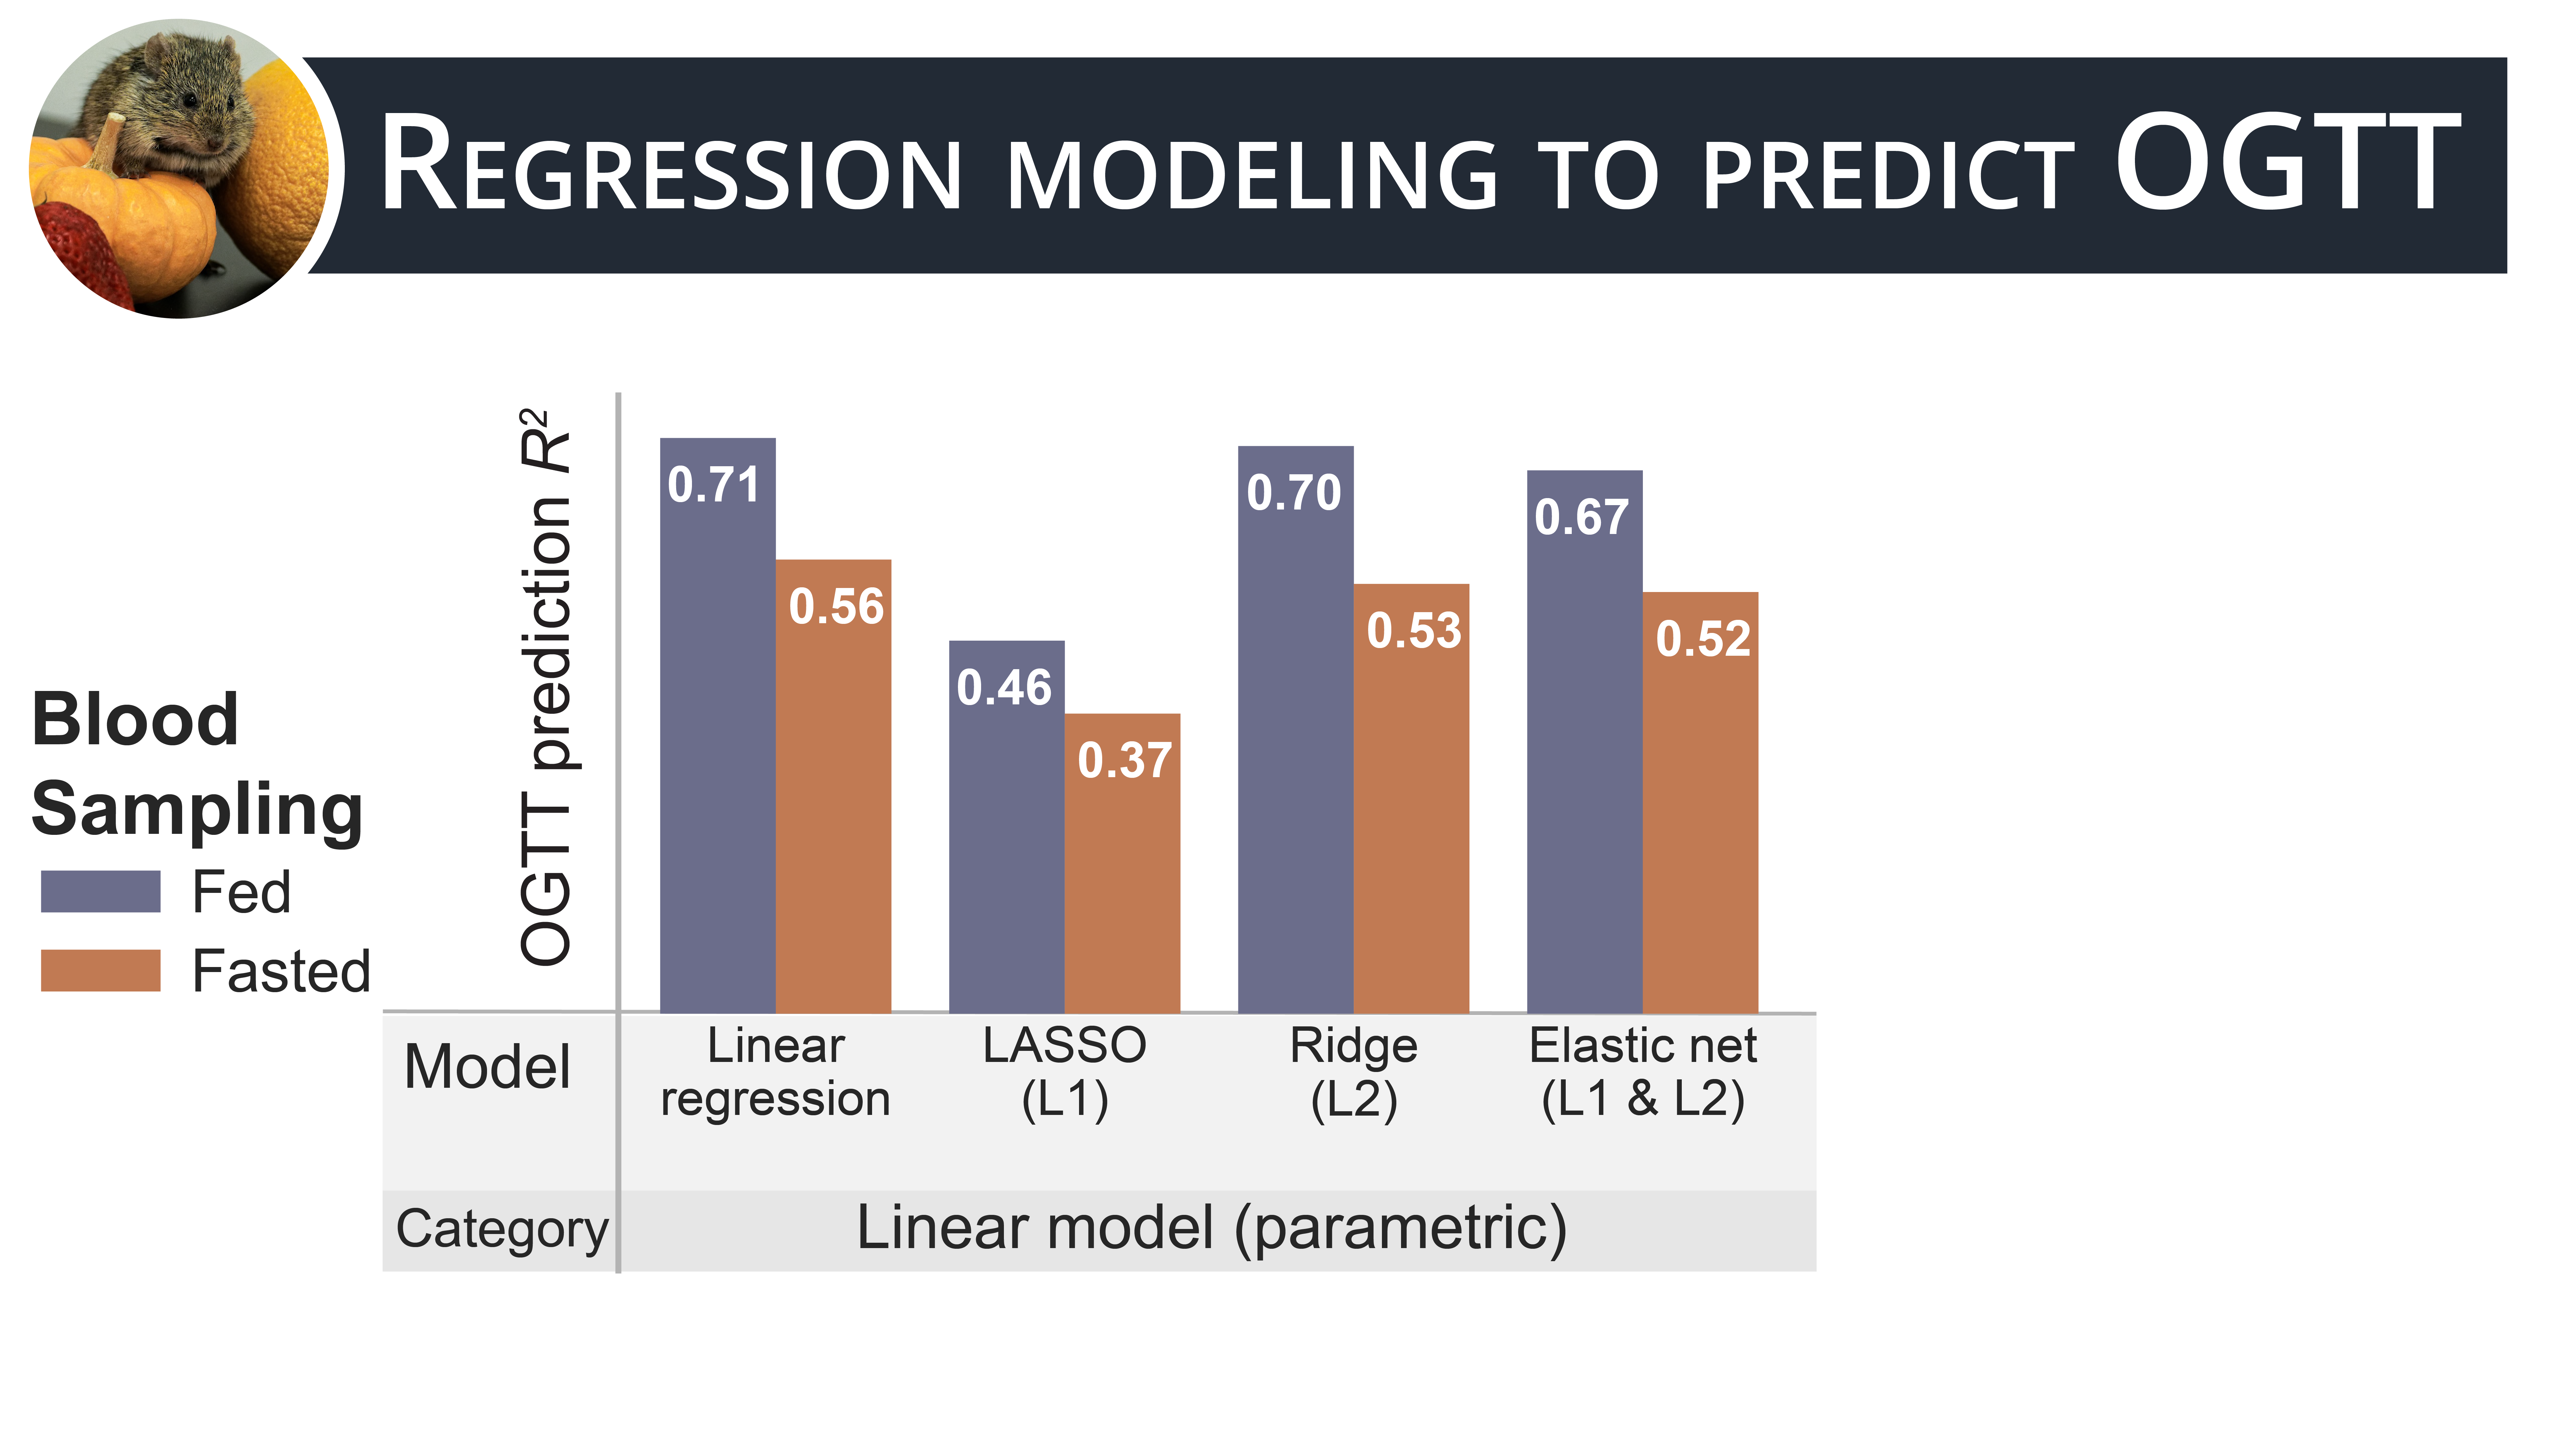 Regression modeling to predict OGTT
OGTT prediction R²
0.71
0.56
0.46
0.37
0.70
0.53
0.67
0.52
Blood
Sampling
Fed
Fasted
Model
Linear
regression
LASSO
(L1)
Ridge
(L2)
Elastic net
(L1 & L2)
Category
Linear model (parametric)